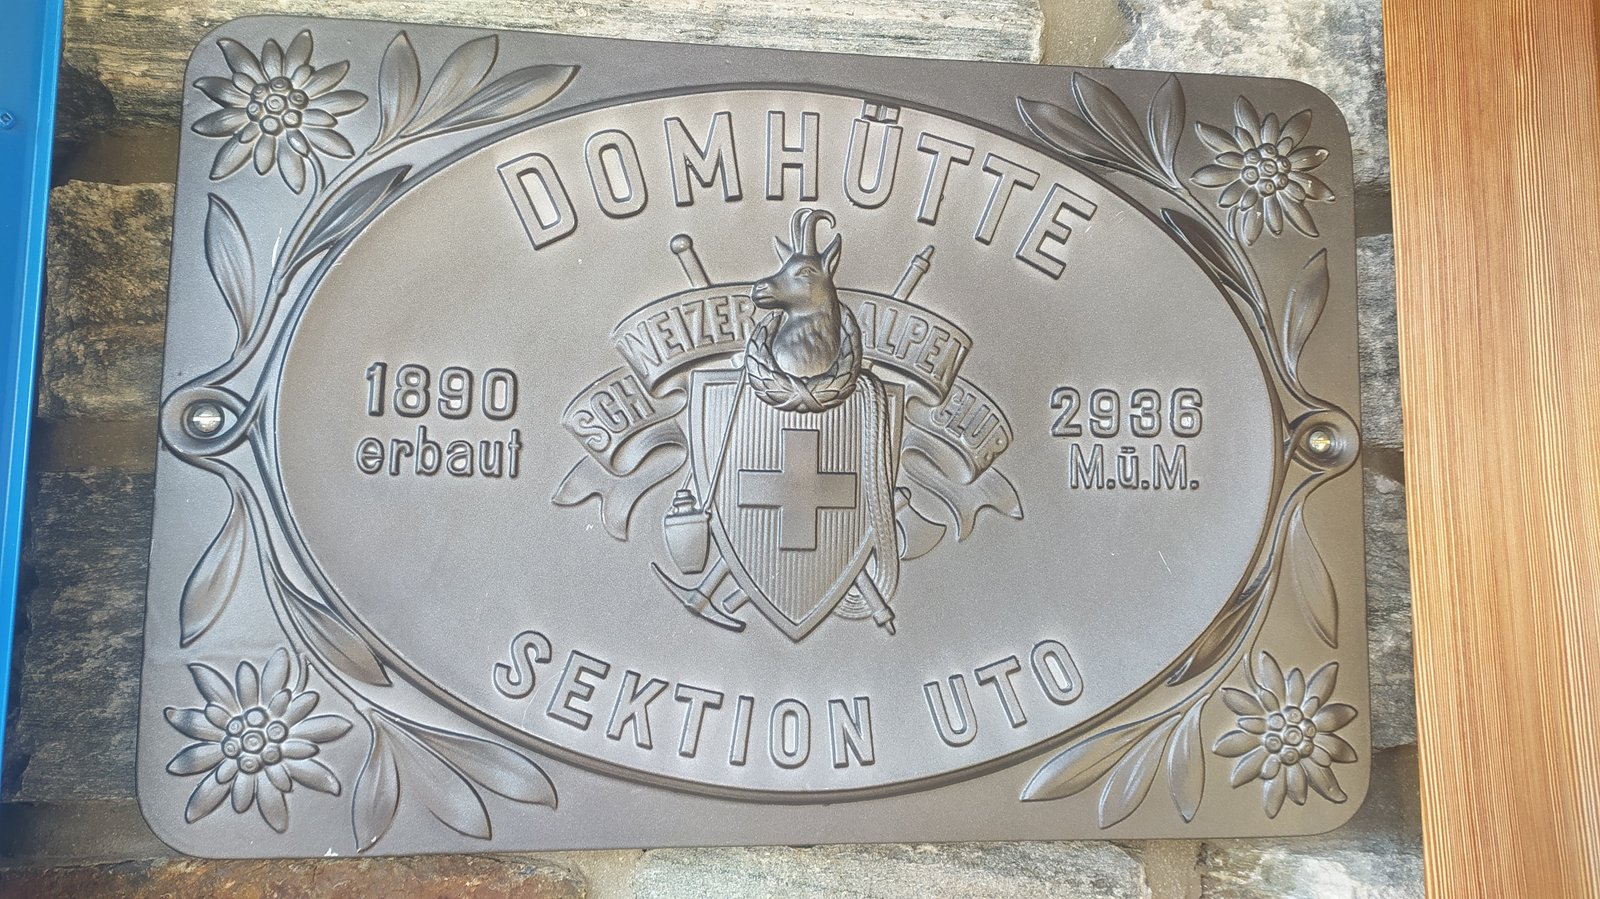 DOMHÜTTE
SCHWEIZER ALPEN CLUB
1890
erbaut
2936
M.ü.M.
SEKTION UTO